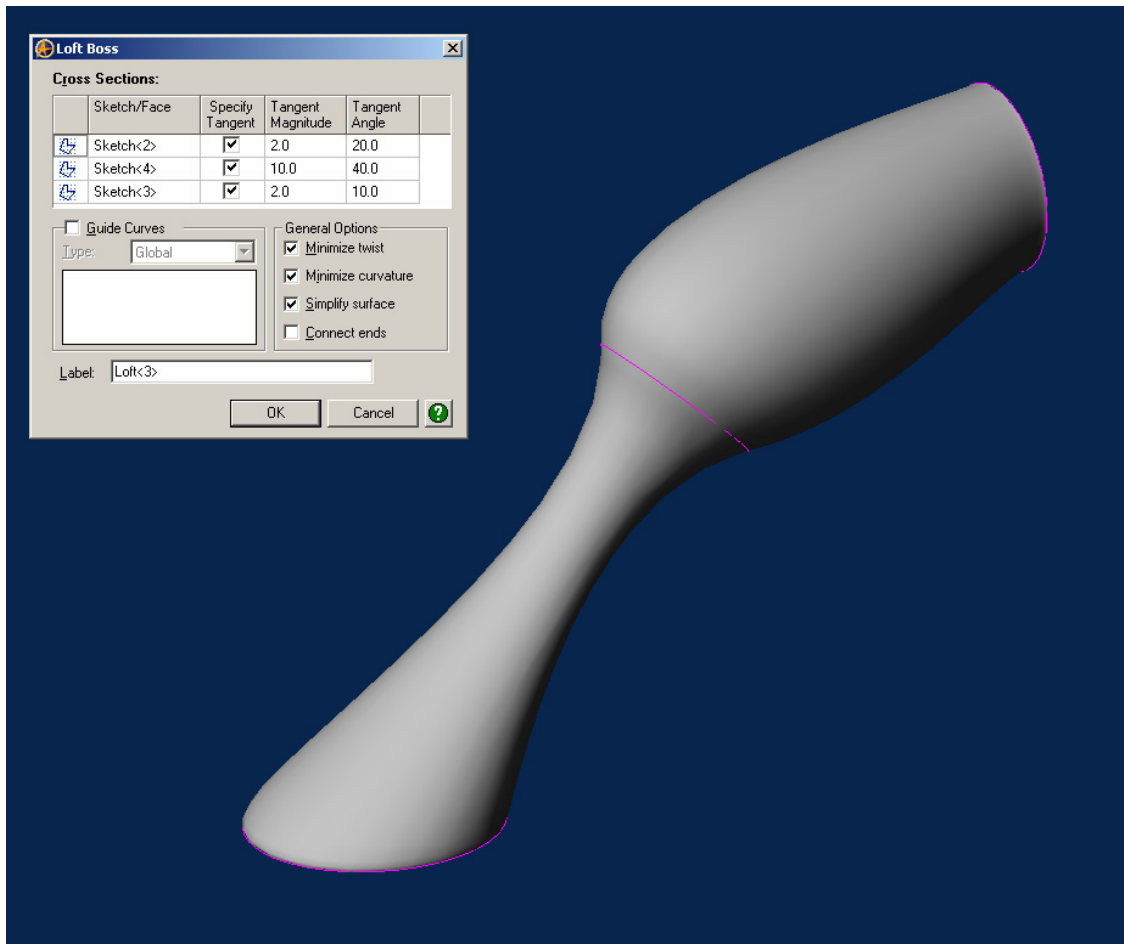 Loft Boss
Cross Sections:
Sketch/Face Specify Tangent Tangent Magnitude Tangent Angle
Sketch<2> 2.0 20.0
Sketch<4> 10.0 40.0
Sketch<3> 2.0 10.0
Guide Curves
Type: Global
General Options
Minimize twist
Minimize curvature
Simplify surface
Connect ends
Label: Loft<3>
OK Cancel ?